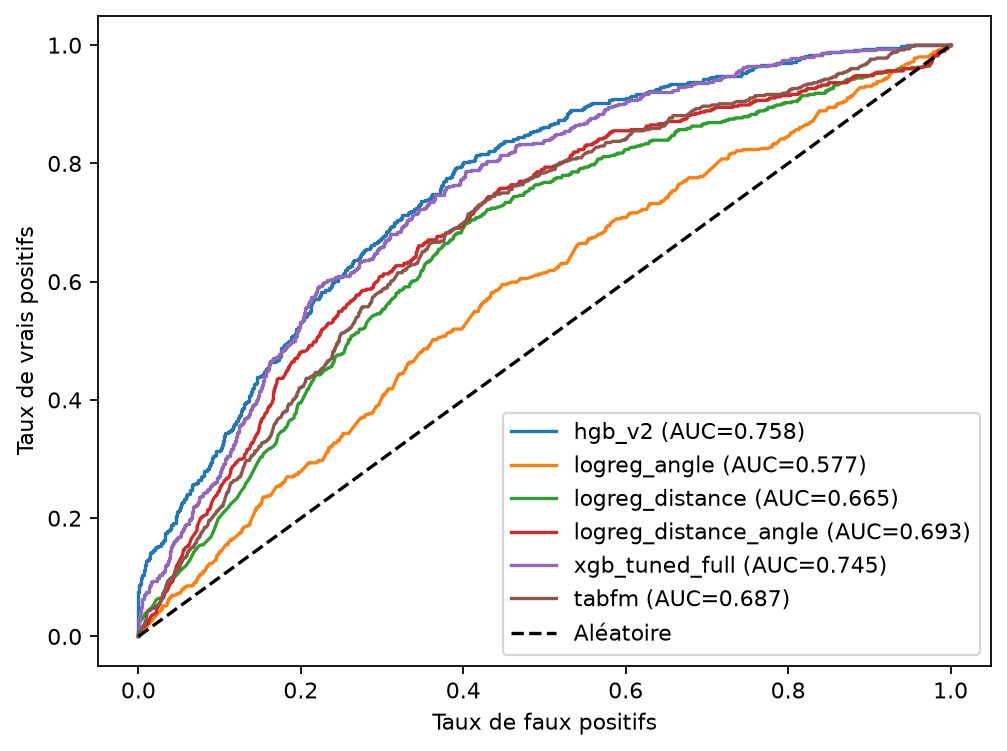 1.0
0.8
0.6
0.4
0.2
0.0
Taux de vrais positifs
hgb_v2 (AUC=0.758)
logreg_angle (AUC=0.577)
logreg_distance (AUC=0.665)
logreg_distance_angle (AUC=0.693)
xgb_tuned_full (AUC=0.745)
tabfm (AUC=0.687)
Aléatoire
0.0 0.2 0.4 0.6 0.8 1.0
Taux de faux positifs